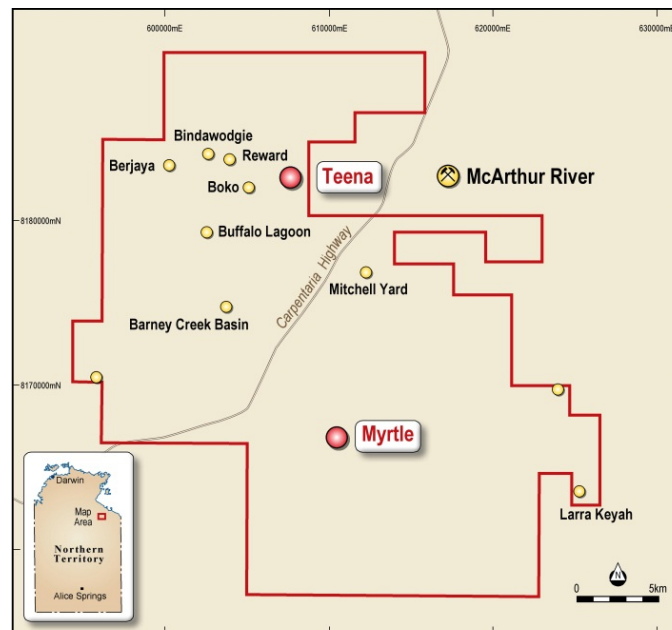 600000mE
610000mE
620000mE
630000mE
Bindawodgie
Berjaya
Reward
Boko
Teena
McArthur River
8180000mN
Buffalo Lagoon
Carpentaria Highway
Mitchell Yard
Barney Creek Basin
8170000mN
Myrtle
Larra Keyah
Darwin
Map
Area
Northern
Territory
Alice Springs
N
0
5km